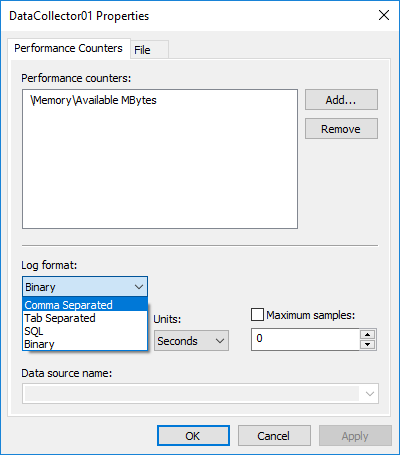 DataCollector01 Properties
Performance Counters File
Performance counters:
\Memory\Available MBytes
Add...
Remove
Log format:
Binary
Comma Separated
Tab Separated
SQL
Binary
Units:
Seconds
Maximum samples:
0
Data source name:
OK Cancel Apply